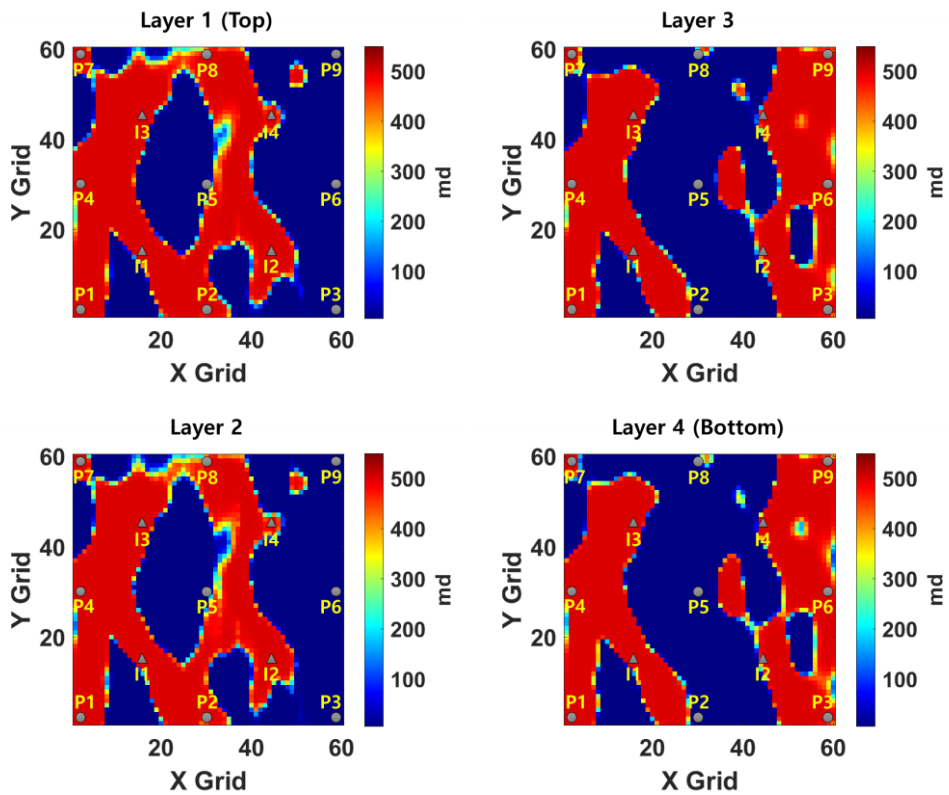 Layer 1 (Top)
60
40
20
Y Grid
P7
P8
P9
I3
I4
P4
P5
P6
I1
I2
P1
P2
P3
20
40
60
X Grid
500
400
300
200
100
md
Layer 3
60
40
20
Y Grid
P7
P8
P9
I3
I4
P4
P5
P6
I1
I2
P1
P2
P3
20
40
60
X Grid
500
400
300
200
100
md
Layer 2
60
40
20
Y Grid
P7
P8
P9
I3
I4
P4
P5
P6
I1
I2
P1
P2
P3
20
40
60
X Grid
500
400
300
200
100
md
Layer 4 (Bottom)
60
40
20
Y Grid
P7
P8
P9
I3
I4
P4
P5
P6
I1
I2
P1
P2
P3
20
40
60
X Grid
500
400
300
200
100
md